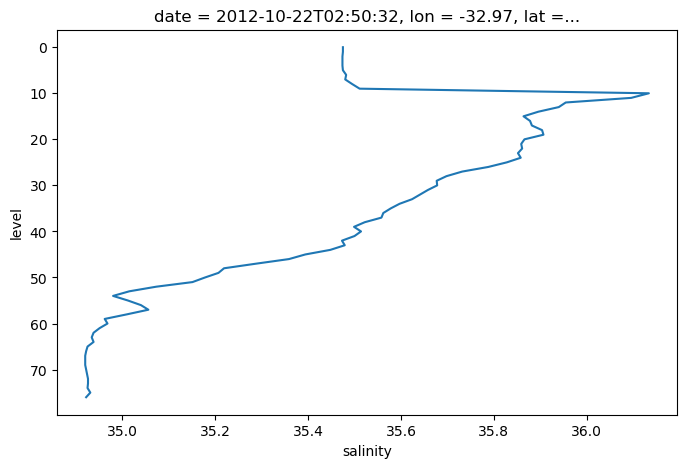 date = 2012-10-22T02:50:32, lon = -32.97, lat =...
0
10
20
30
40
50
60
70
level
35.0 35.2 35.4 35.6 35.8 36.0
salinity